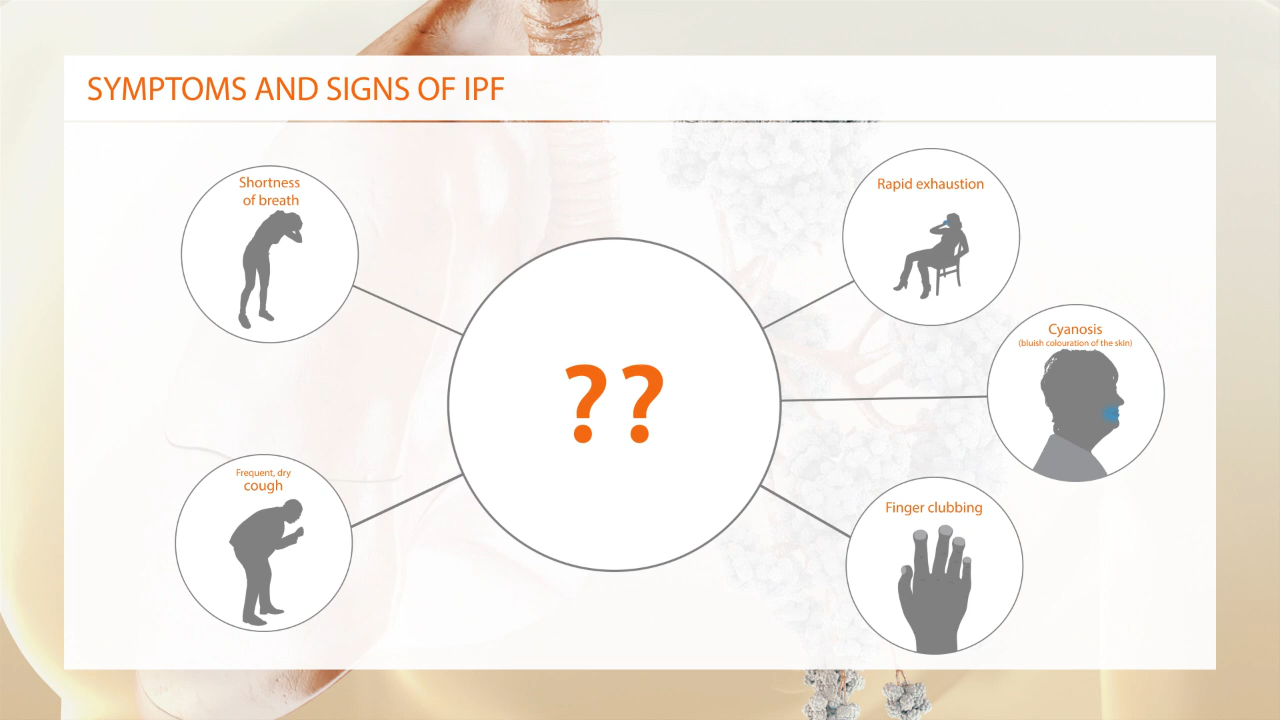 SYMPTOMS AND SIGNS OF IPF
Shortness
of breath
Rapid exhaustion
Cyanosis
(bluish colouration of the skin)
??
Frequent, dry
cough
Finger clubbing